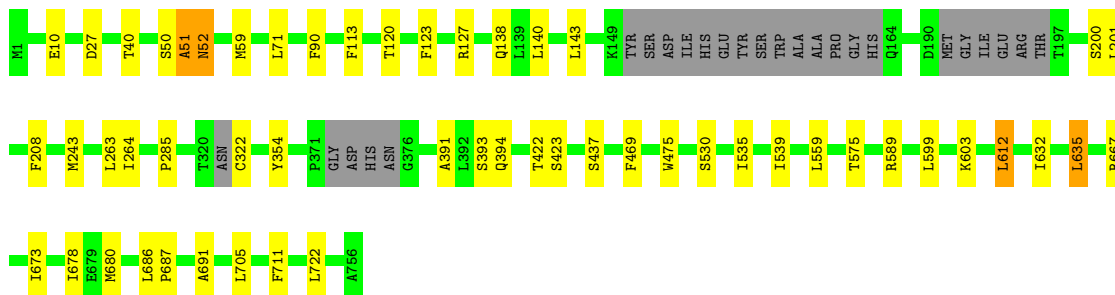 M1 E10 D27 T40 S50 A51 N52 M59 L71 F90 F113 T120 F123 R127 Q138 L139 L140 L143 K149 TYR SER ASP ILE HIS GLU TYR SER TRP ALA ALA PRO GLY HIS Q164 D190 MET GLY ILE GLU ARG THR T197 S200
F208 M243 L263 I264 P285 T320 ASN C322 Y354 P371 GLY ASP HIS ASN G376 A391 L392 S393 Q394 T422 S423 S437 F469 W475 S530 I535 I539 L559 I575 R589 L599 K603 L612 I632 L635
I673 I678 E679 M680 L686 P687 A691 L705 F711 L722 A756